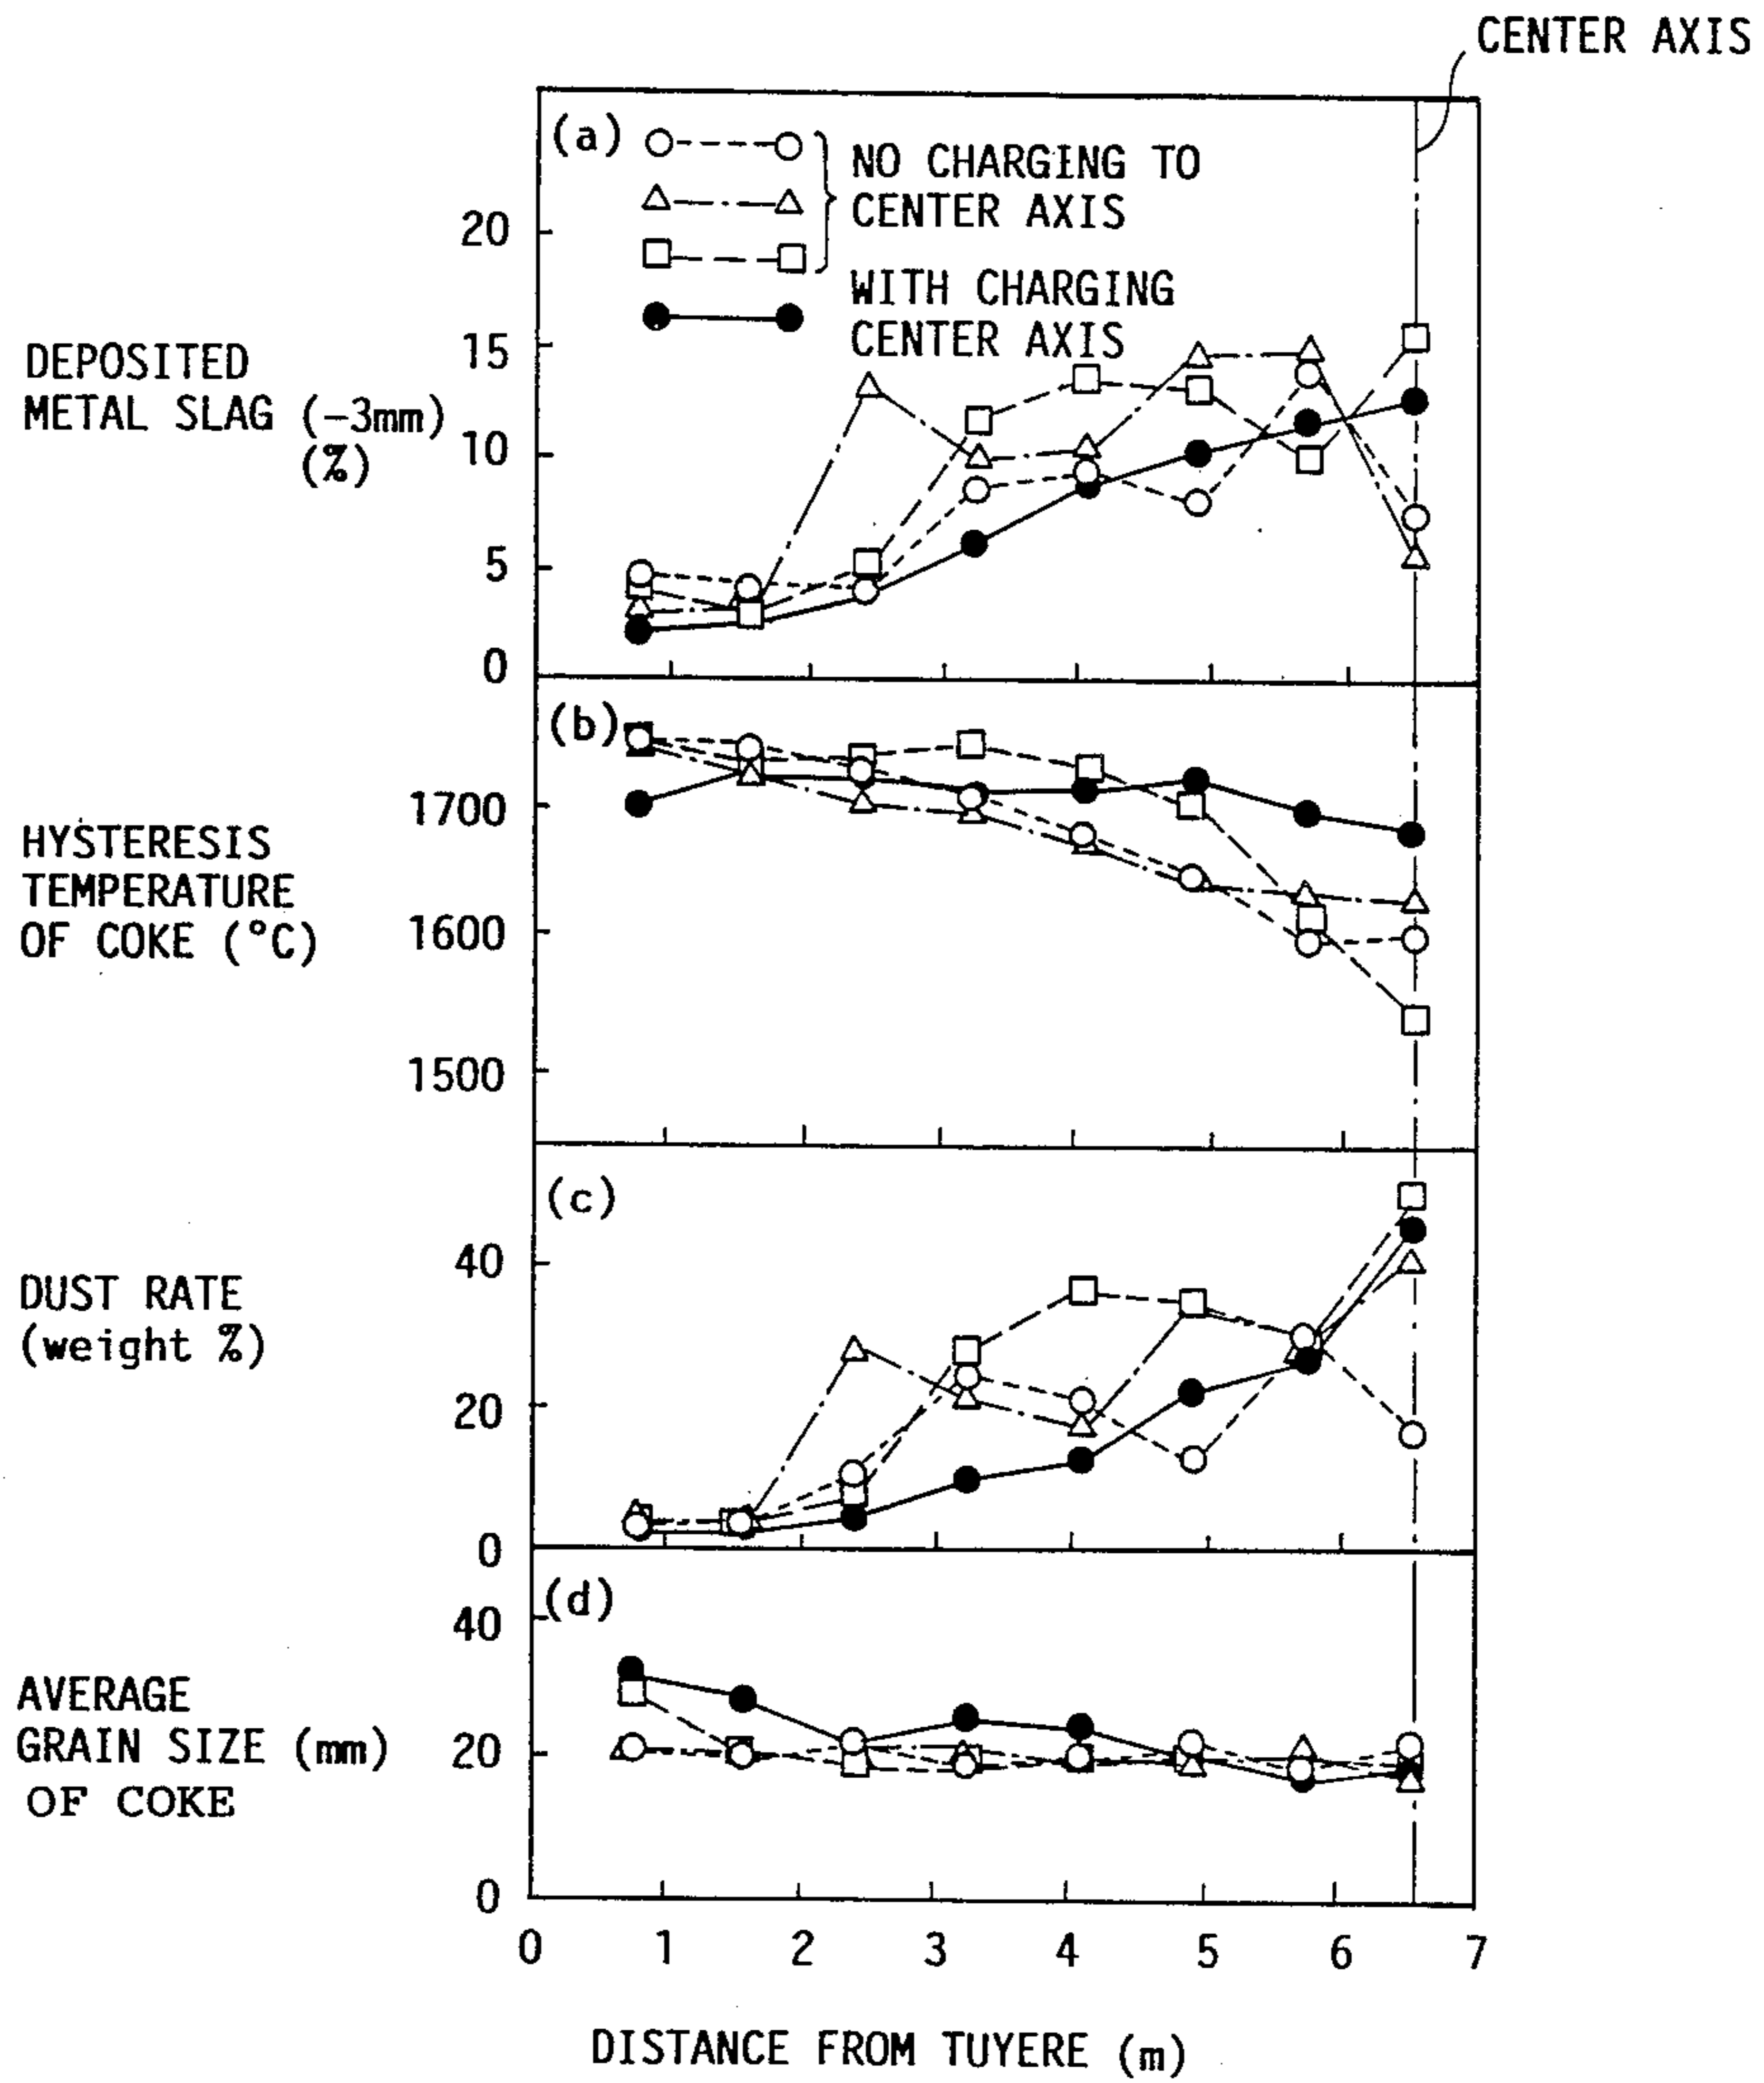 CENTER AXIS
(a)
NO CHARGING TO
CENTER AXIS
WITH CHARGING
CENTER AXIS
20
15
10
5
0
DEPOSITED
METAL SLAG (-3mm)
(%)
(b)
1700
1600
1500
HYSTERESIS
TEMPERATURE
OF COKE (°C)
(c)
40
20
0
DUST RATE
(weight %)
(d)
40
20
0
AVERAGE
GRAIN SIZE (mm)
OF COKE
0 1 2 3 4 5 6 7
DISTANCE FROM TUYERE (m)